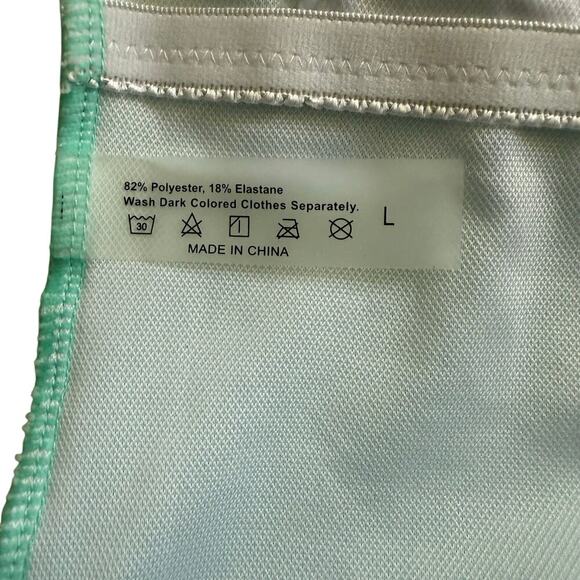 82% Polyester, 18% Elastane
Wash Dark Colored Clothes Separately.
30
L
MADE IN CHINA